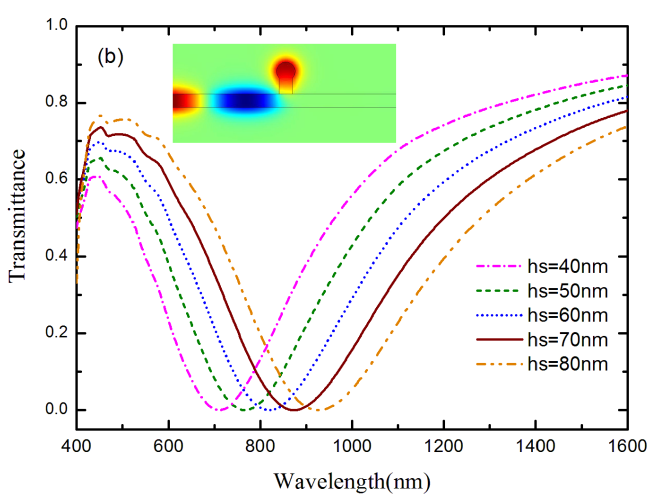 (b)
1.0
0.8
0.6
0.4
0.2
0.0
Transmittance
hs=40nm
hs=50nm
hs=60nm
hs=70nm
hs=80nm
400 600 800 1000 1200 1400 1600
Wavelength(nm)